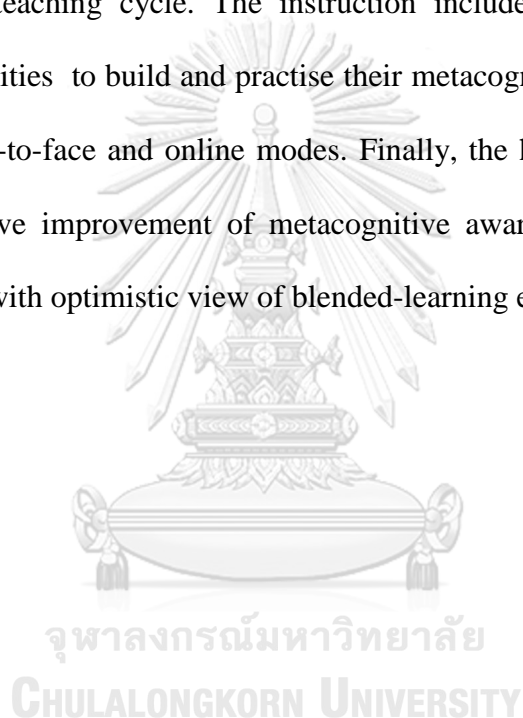 teaching cycle. The instruction include
ities to build and practise their metacogn
-to-face and online modes. Finally, the l
ve improvement of metacognitive awar
with optimistic view of blended-learning e
จุฬาลงกรณ์มหาวิทยาลัย
CHULALONGKORN UNIVERSITY